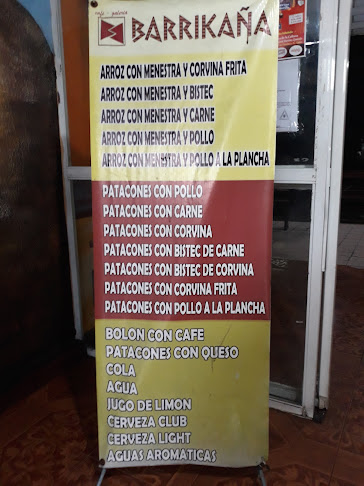 BARRIKAÑA
ARROZ CON MENESTRA Y CORVINA FRITA
ARROZ CON MENESTRA Y BISTEC
ARROZ CON MENESTRA Y CARNE
ARROZ CON MENESTRA Y POLLO
ARROZ CON MENESTRA Y POLLO A LA PLANCHA
PATACONES CON POLLO
PATACONES CON CARNE
PATACONES CON CORVINA
PATACONES CON BISTEC DE CARNE
PATACONES CON BISTEC DE CORVINA
PATACONES CON CORVINA FRITA
PATACONES CON POLLO A LA PLANCHA
BOLON CON CAFE
PATACONES CON QUESO
COLA
AGUA
JUGO DE LIMON
CERVEZA CLUB
CERVEZA LIGHT
AGUAS AROMATICAS